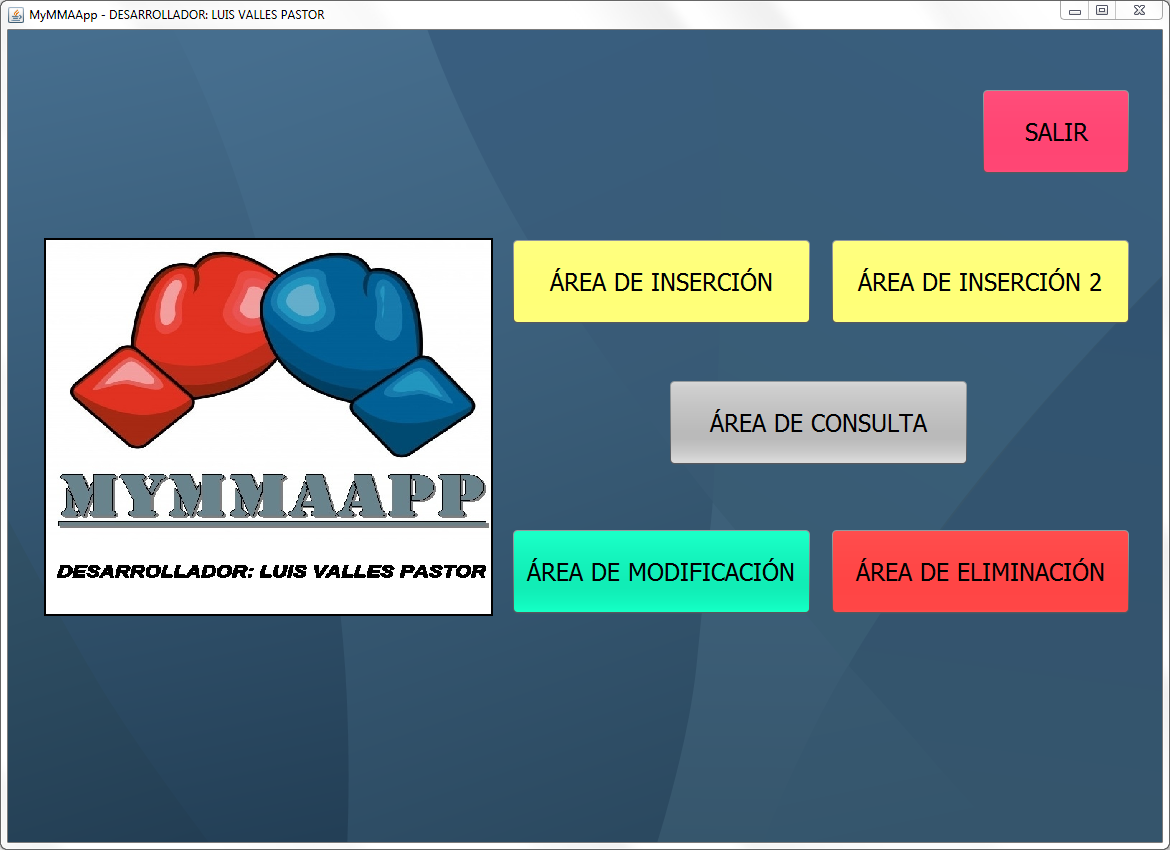 MyMMAApp - DESARROLLADOR: LUIS VALLES PASTOR
SALIR
ÁREA DE INSERCIÓN
ÁREA DE INSERCIÓN 2
ÁREA DE CONSULTA
MYMMAAPP
DESARROLLADOR: LUIS VALLES PASTOR
ÁREA DE MODIFICACIÓN
ÁREA DE ELIMINACIÓN